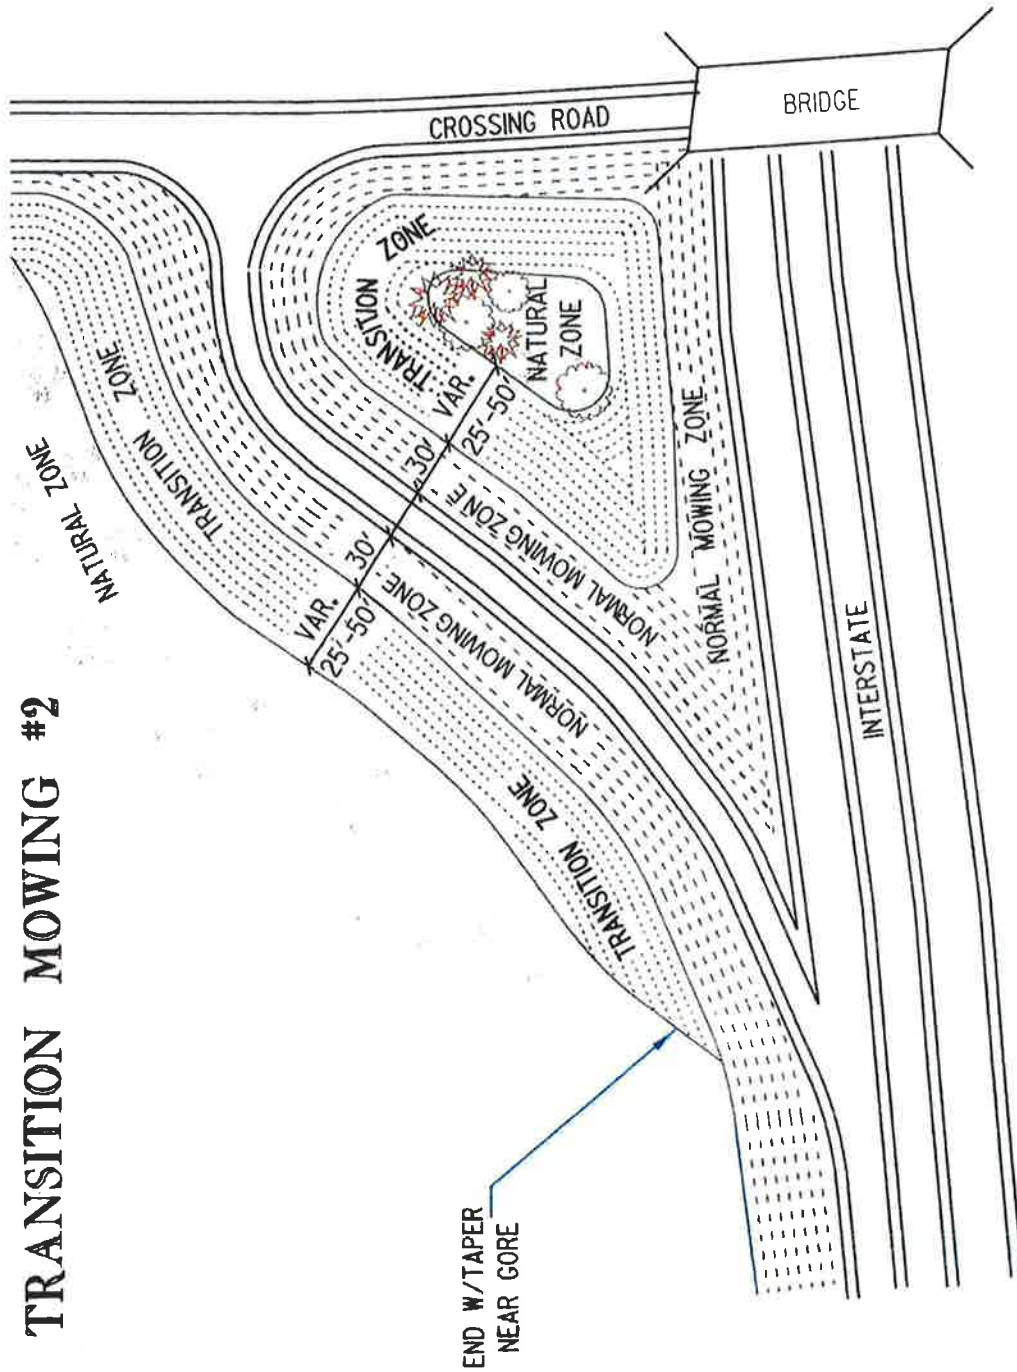 TRANSITION MOWING #2
NATURAL ZONE
TRANSITION ZONE
VAR.
25'-50'
30'
NORMAL MOWING ZONE
TRANSITION ZONE
END W/TAPER
NEAR GORE
CROSSING ROAD
BRIDGE
TRANSITION ZONE
VAR.
25'-50'
30'
NATURAL
ZONE
NORMAL MOWING ZONE
NORMAL MOWING ZONE
INTERSTATE